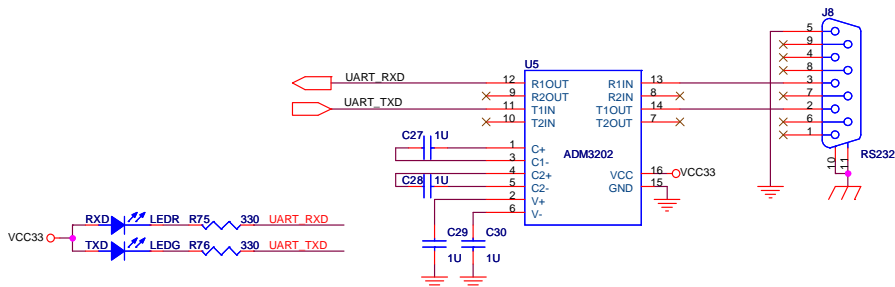 J8
5
9
4
8
3
7
2
6
1
10
11
RS232
U5
UART_RXD 12 R1OUT R1IN 13
9 R2OUT R2IN 8
UART_TXD 11 T1IN T1OUT 14
10 T2IN T2OUT 7
C27 1U 1 C+ ADM3202
3 C1-
4 C2+ VCC 16 VCC33
C28 1U 5 C2- GND 15
2 V+
6 V-
C29 C30
1U 1U
VCC33
RXD LEDR R75 330 UART_RXD
TXD LEDG R76 330 UART_TXD